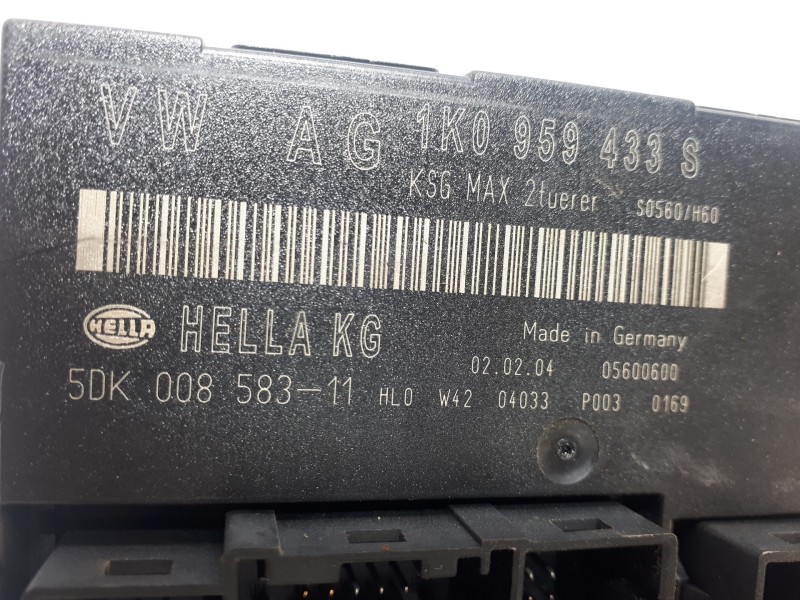 VW AG 1K0 959 433 S
KSG MAX 2tuerer S0560/H60
HELLA HELLA KG Made in Germany
02.02.04 05600600
5DK 008 583-11 HLO W42 04033 P003 0169